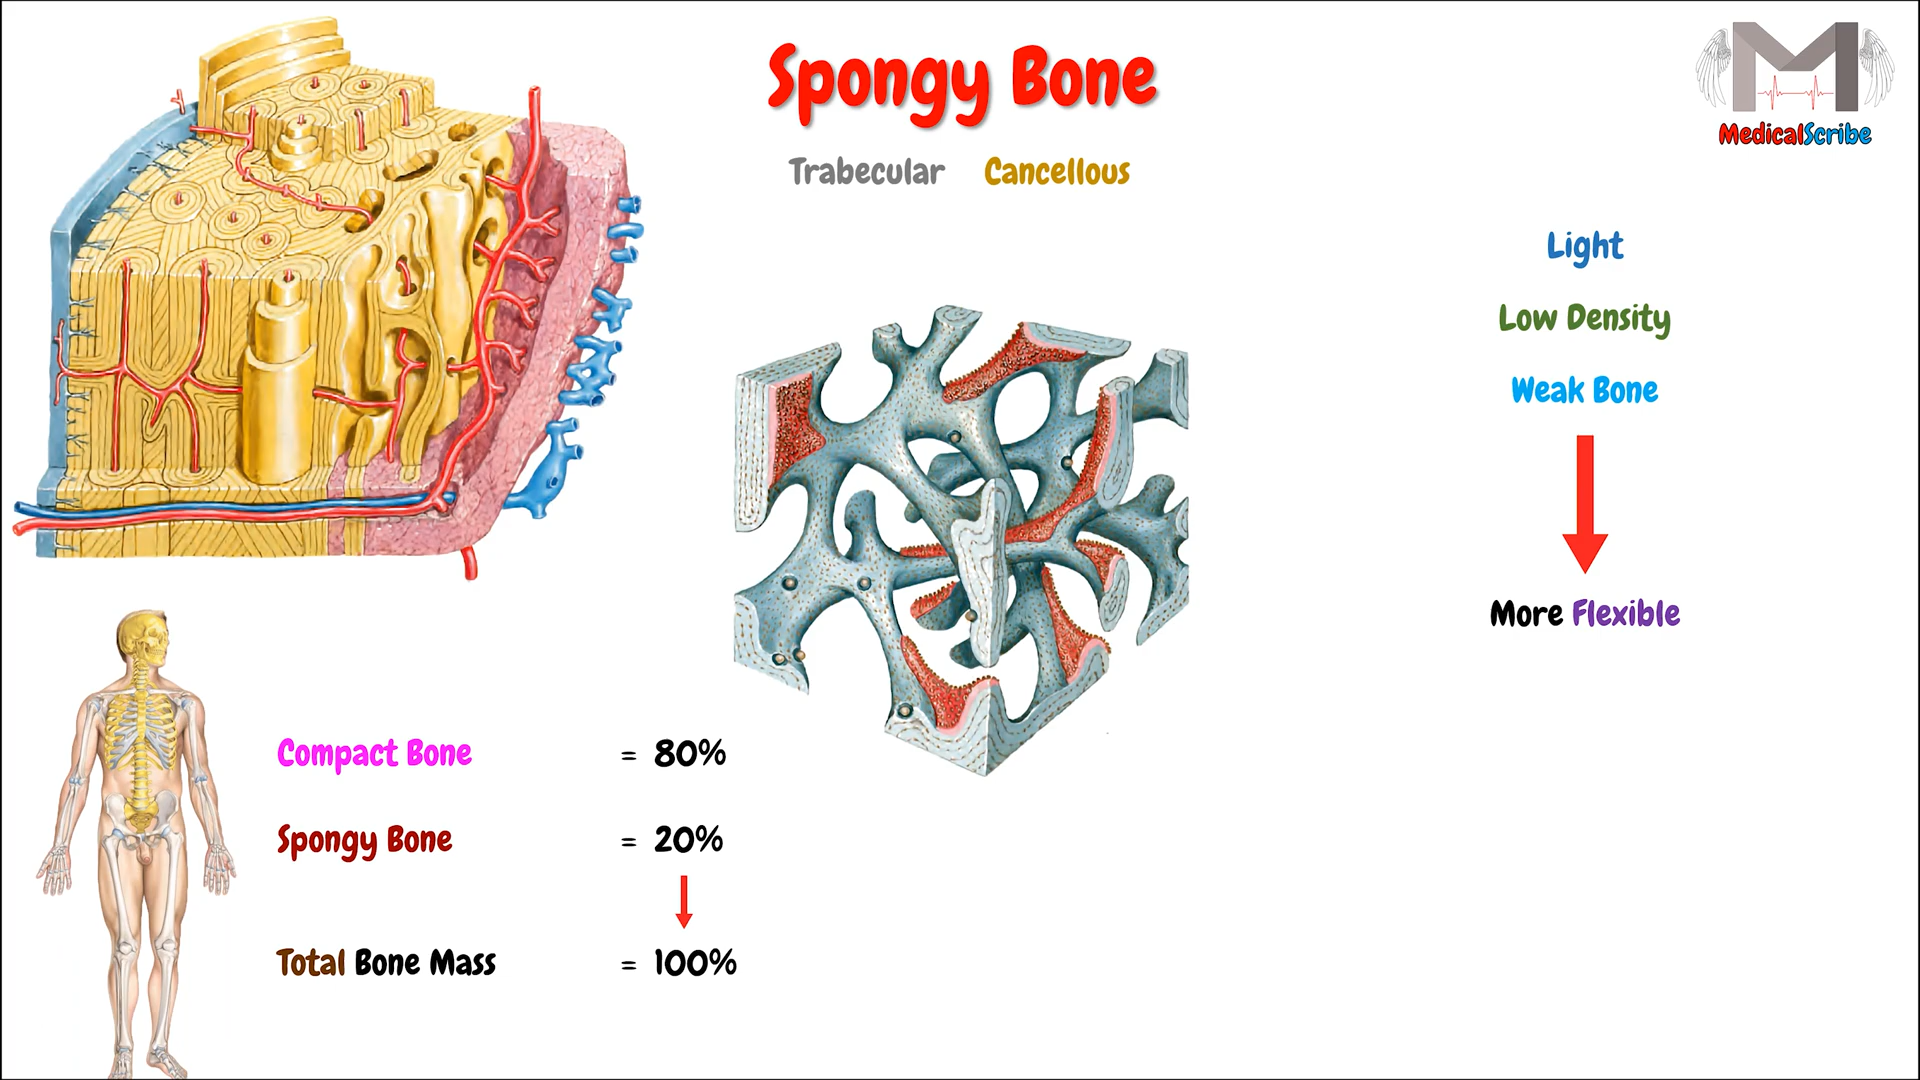 Spongy Bone
Trabecular Cancellous
MedicalScribe
Light
Low Density
Weak Bone
More Flexible
Compact Bone = 80%
Spongy Bone = 20%
Total Bone Mass = 100%